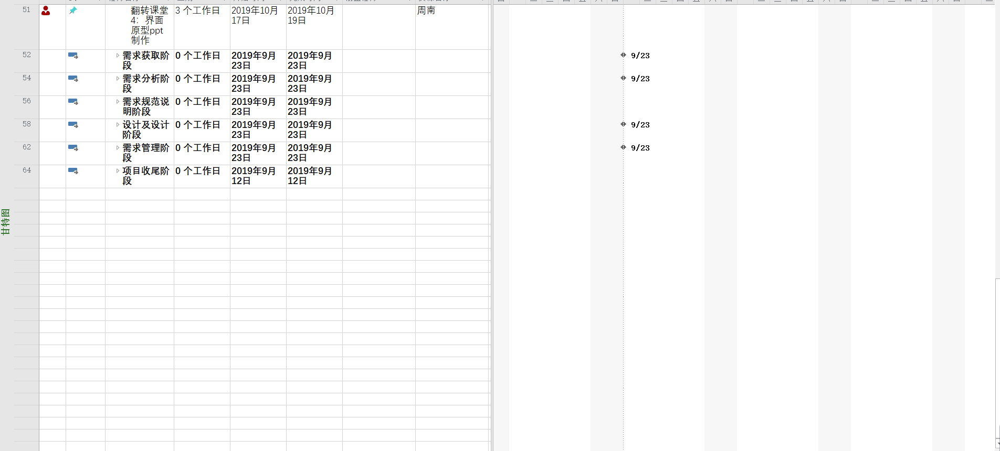 51 翻转课堂 3 个工作日 2019年10月 2019年10月 周南
4：界面 17日 19日
原型ppt
制作
52 需求获取阶 0 个工作日 2019年9月 2019年9月 9/23
段 23日 23日
54 需求分析阶 0 个工作日 2019年9月 2019年9月 9/23
段 23日 23日
56 需求规范说 0 个工作日 2019年9月 2019年9月
明阶段 23日 23日
58 设计及设计 0 个工作日 2019年9月 2019年9月 9/23
阶段 23日 23日
62 需求管理阶 0 个工作日 2019年9月 2019年9月 9/23
段 23日 23日
64 项目收尾阶 0 个工作日 2019年9月 2019年9月
段 12日 12日
甘特图